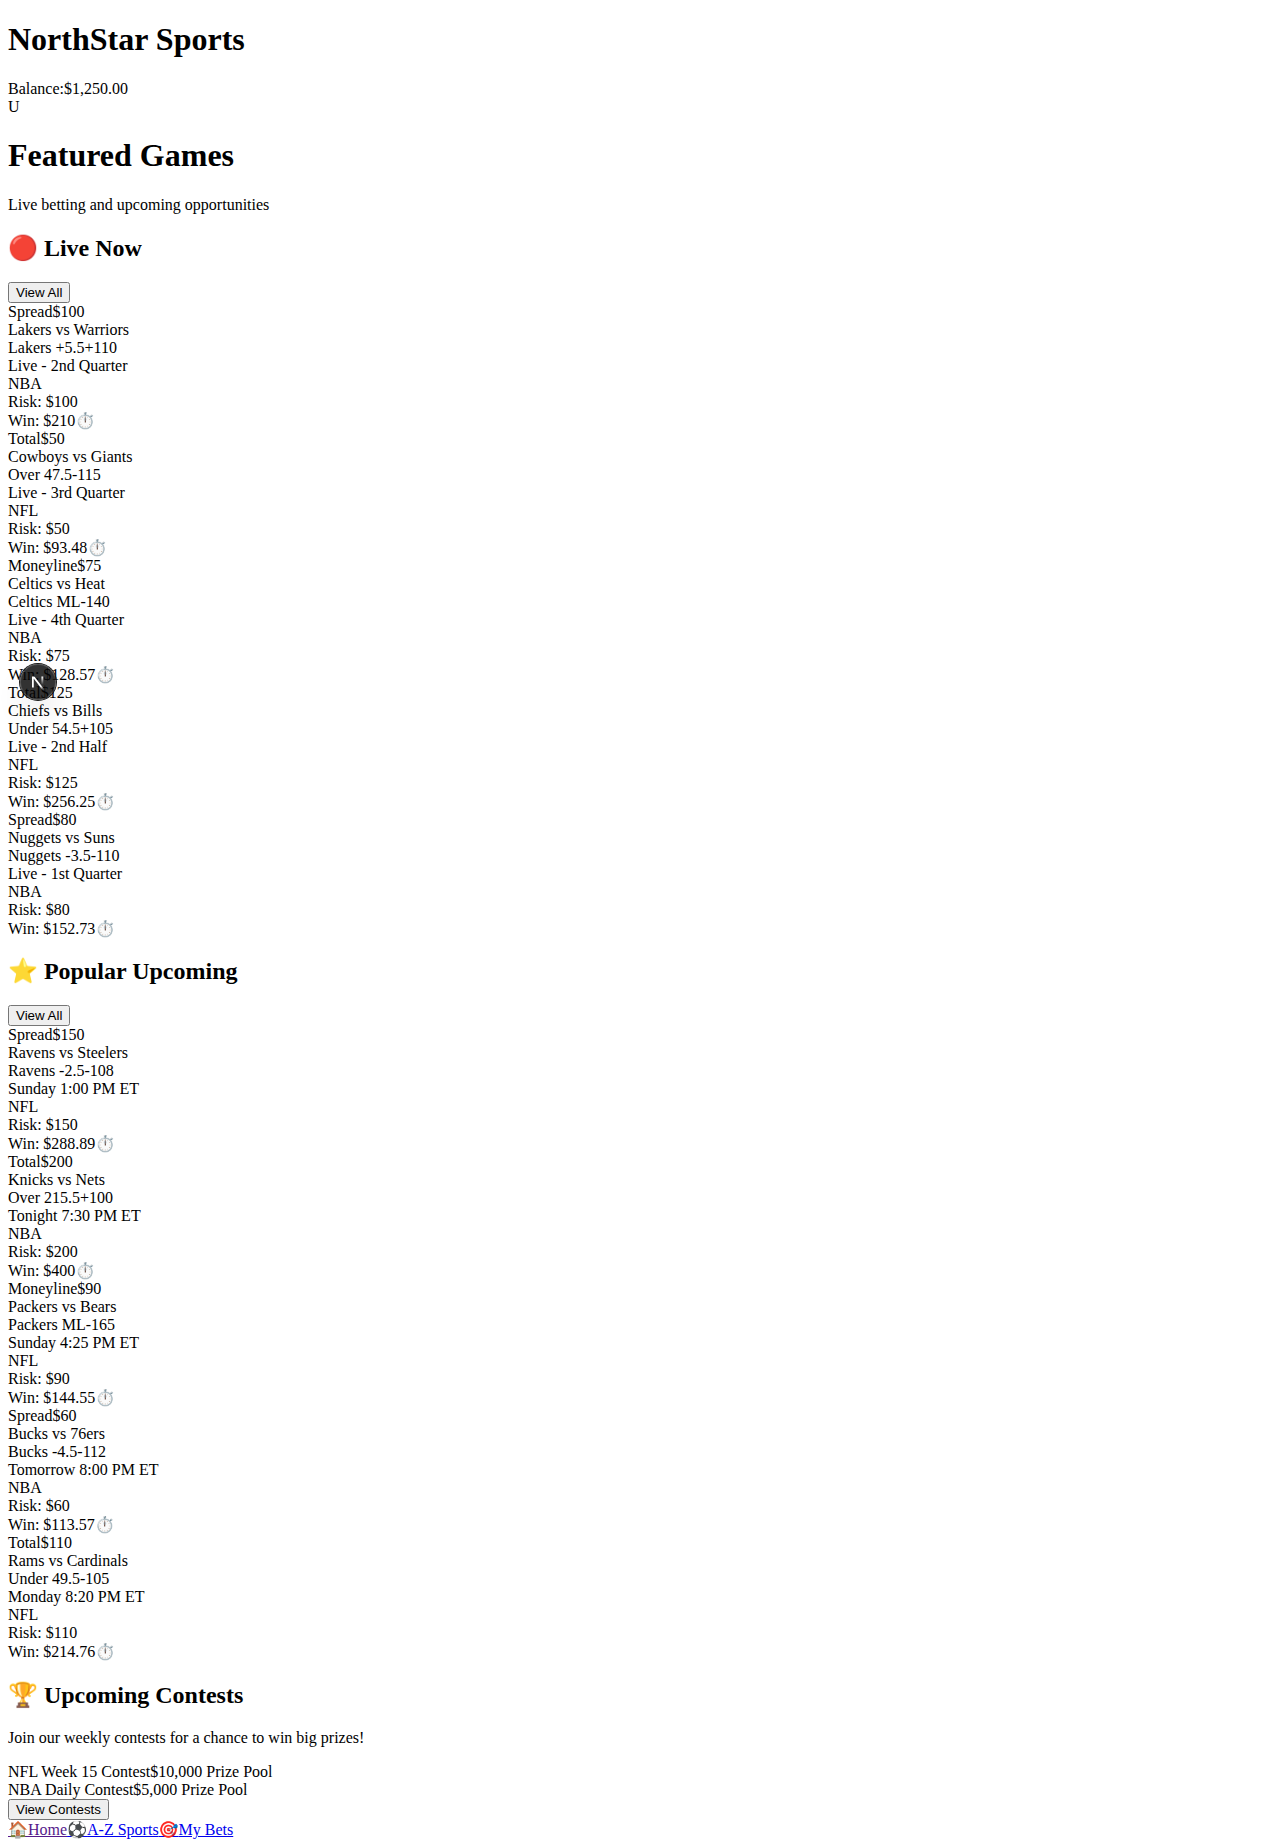 NorthStar Sports
Balance:$1,250.00
U
Featured Games
Live betting and upcoming opportunities
🔴 Live Now
View All
Spread$100
Lakers vs Warriors
Lakers +5.5+110
Live - 2nd Quarter
NBA
Risk: $100
Win: $210⏱️
Total$50
Cowboys vs Giants
Over 47.5-115
Live - 3rd Quarter
NFL
Risk: $50
Win: $93.48⏱️
Moneyline$75
Celtics vs Heat
Celtics ML-140
Live - 4th Quarter
NBA
Risk: $75
Win: $128.57⏱️
N
Total$125
Chiefs vs Bills
Under 54.5+105
Live - 2nd Half
NFL
Risk: $125
Win: $256.25⏱️
Spread$80
Nuggets vs Suns
Nuggets -3.5-110
Live - 1st Quarter
NBA
Risk: $80
Win: $152.73⏱️
⭐ Popular Upcoming
View All
Spread$150
Ravens vs Steelers
Ravens -2.5-108
Sunday 1:00 PM ET
NFL
Risk: $150
Win: $288.89⏱️
Total$200
Knicks vs Nets
Over 215.5+100
Tonight 7:30 PM ET
NBA
Risk: $200
Win: $400⏱️
Moneyline$90
Packers vs Bears
Packers ML-165
Sunday 4:25 PM ET
NFL
Risk: $90
Win: $144.55⏱️
Spread$60
Bucks vs 76ers
Bucks -4.5-112
Tomorrow 8:00 PM ET
NBA
Risk: $60
Win: $113.57⏱️
Total$110
Rams vs Cardinals
Under 49.5-105
Monday 8:20 PM ET
NFL
Risk: $110
Win: $214.76⏱️
🏆 Upcoming Contests
Join our weekly contests for a chance to win big prizes!
NFL Week 15 Contest$10,000 Prize Pool
NBA Daily Contest$5,000 Prize Pool
View Contests
🏠Home⚽A-Z Sports🎯My Bets